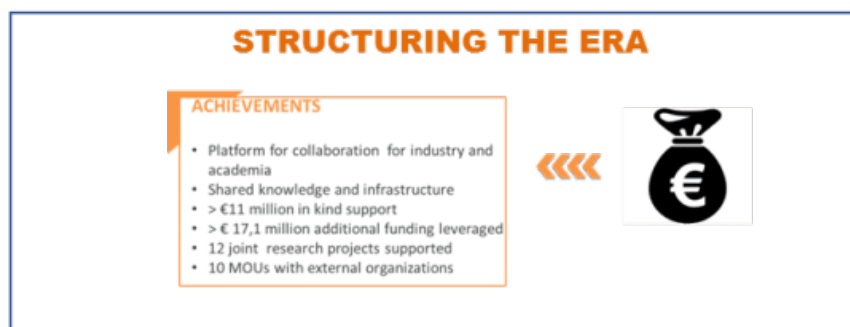 STRUCTURING THE ERA
ACHIEVEMENTS
• Platform for collaboration for industry and
academia
• Shared knowledge and infrastructure
• > €11 million in kind support
• > € 17,1 million additional funding leveraged
• 12 joint research projects supported
• 10 MOUs with external organizations
€